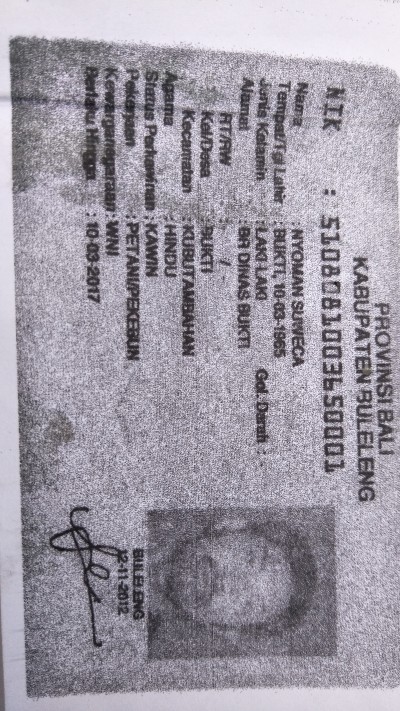 PROVINSI BALI
KABUPATEN BULELENG
NIK : 5108081003650001
Nama : NYOMAN SUWECA
Tempat/Tgl Lahir : BUKTI, 10-03-1965
Jenis Kelamin : LAKI-LAKI Gol. Darah : -
Alamat : BR DINAS BUKTI
RT/RW : /
Kel/Desa : BUKTI
Kecamatan : KUBUTAMBAHAN
Agama : HINDU
Status Perkawinan : KAWIN
Pekerjaan : PETANI/PEKEBUN
Kewarganegaraan : WNI
Berlaku Hingga : 10-03-2017
BULELENG
12-11-2012